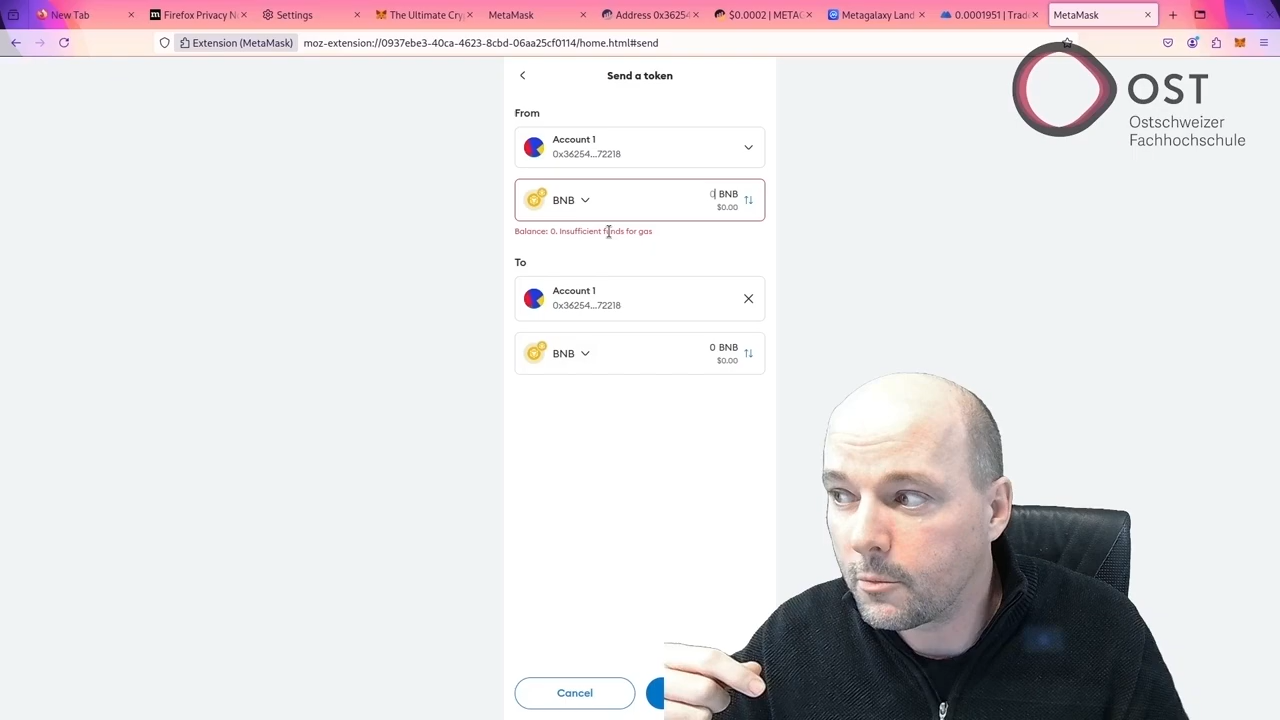 New Tab
Firefox Privacy N
Settings
The Ultimate Cry
MetaMask
Address 0x3625
$0.0002 | META
Metagalaxy Land
0.0001951 | Trad
MetaMask
Extension (MetaMask)
moz-extension://0937ebe3-40ca-4623-8cbd-06aa25cf0114/home.html#send
OST
Ostschweizer
Fachhochschule
Send a token
From
Account 1
0x36254...72218
BNB
0 BNB
$0.00
Balance: 0. Insufficient funds for gas
To
Account 1
0x36254...72218
BNB
0 BNB
$0.00
Cancel